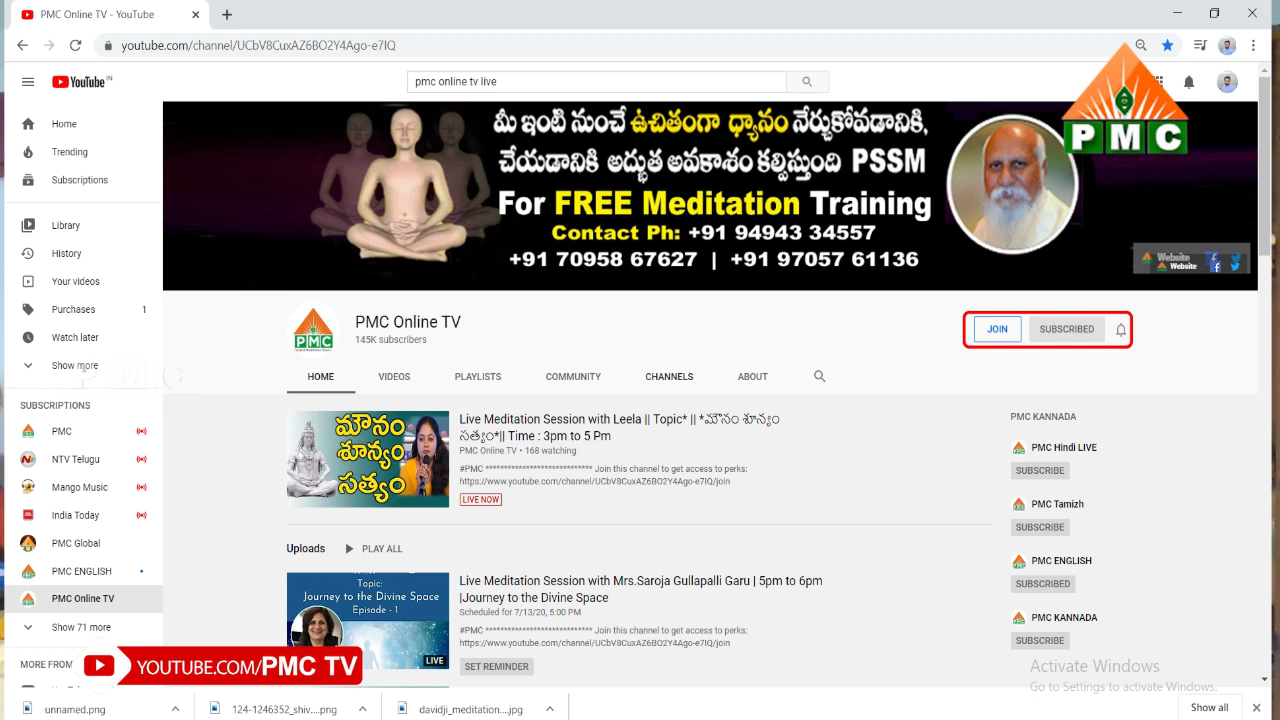 PMC Online TV - YouTube
youtube.com/channel/UCbV8CuxAZ6BO2Y4Ago-e7IQ
YouTube IN
pmc online tv live
PMC
Home
Trending
Subscriptions
Library
History
Your videos
Purchases 1
Watch later
Show more
PMC
SUBSCRIPTIONS
PMC
NTV Telugu
Mango Music
India Today
PMC Global
PMC ENGLISH
PMC Online TV
Show 71 more
MORE FROM
మీ ఇంటి నుంచే ఉచితంగా ధ్యానం నేర్చుకోవడానికి,
చేయడానికి అద్భుత అవకాశం కల్పిస్తుంది PSSM
For FREE Meditation Training
Contact Ph: +91 94943 34557
+91 70958 67627 | +91 97057 61136
Website
Website
PMC
PMC Online TV
145K subscribers
JOIN SUBSCRIBED
HOME VIDEOS PLAYLISTS COMMUNITY CHANNELS ABOUT
మౌనం
శూన్యం
సత్యం
Live Meditation Session with Leela || Topic* || *మౌనం శూన్యం
సత్యం*|| Time : 3pm to 5 Pm
PMC Online TV • 168 watching
#PMC **************************** Join this channel to get access to perks:
https://www.youtube.com/channel/UCbV8CuxAZ6BO2Y4Ago-e7IQ/join
LIVE NOW
Uploads PLAY ALL
Topic:
Journey to the Divine Space
Episode - 1
LIVE
Live Meditation Session with Mrs.Saroja Gullapalli Garu | 5pm to 6pm
|Journey to the Divine Space
Scheduled for 7/13/20, 5:00 PM
#PMC **************************** Join this channel to get access to perks:
https://www.youtube.com/channel/UCbV8CuxAZ6BO2Y4Ago-e7IQ/join
SET REMINDER
PMC KANNADA
PMC Hindi LIVE
SUBSCRIBE
PMC Tamizh
SUBSCRIBE
PMC ENGLISH
SUBSCRIBED
PMC KANNADA
SUBSCRIBE
YOUTUBE.COM/PMC TV
Activate Windows
Go to Settings to activate Windows.
unnamed.png
124-1246352_shiv....png
davidji_meditation....jpg
Show all